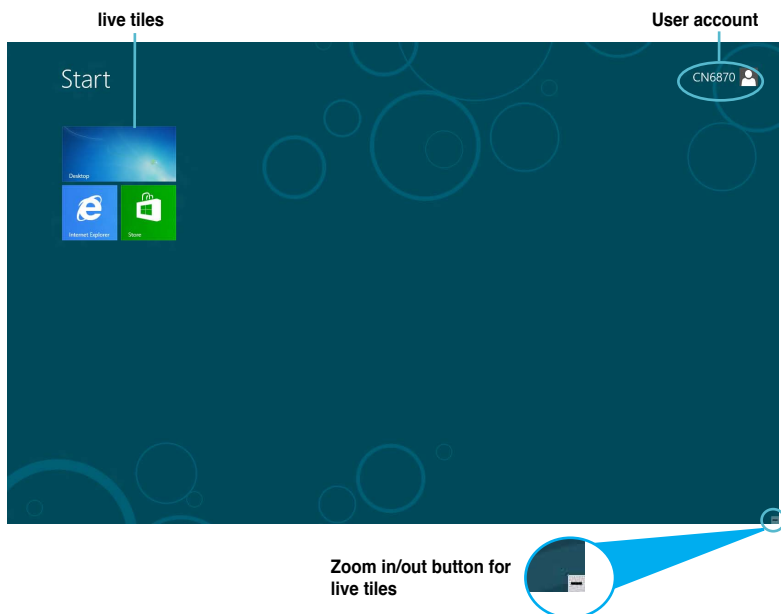 live tiles
User account
Start
CN6870
Desktop
Internet Explorer
Store
Zoom in/out button for
live tiles